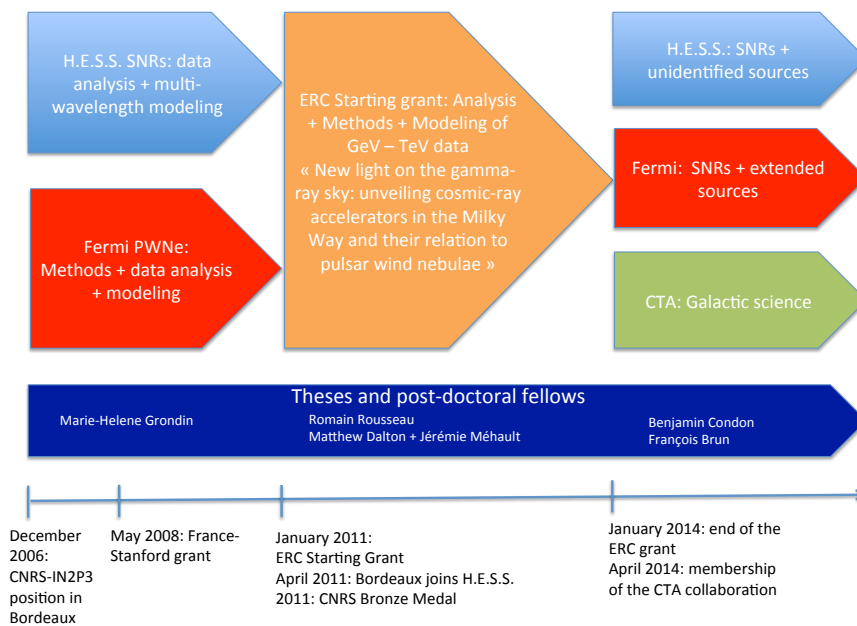 H.E.S.S. SNRs: data
analysis + multi-
wavelength modeling
Fermi PWNe:
Methods + data analysis
+ modeling
ERC Starting grant: Analysis
+ Methods + Modeling of
GeV – TeV data
« New light on the gamma-
ray sky: unveiling cosmic-ray
accelerators in the Milky
Way and their relation to
pulsar wind nebulae »
H.E.S.S.: SNRs +
unidentified sources
Fermi: SNRs + extended
sources
CTA: Galactic science
Theses and post-doctoral fellows
Marie-Helene Grondin
Romain Rousseau
Matthew Dalton + Jérémie Méhault
Benjamin Condon
François Brun
December
2006:
CNRS-IN2P3
position in
Bordeaux
May 2008: France-
Stanford grant
January 2011:
ERC Starting Grant
April 2011: Bordeaux joins H.E.S.S.
2011: CNRS Bronze Medal
January 2014: end of the
ERC grant
April 2014: membership
of the CTA collaboration